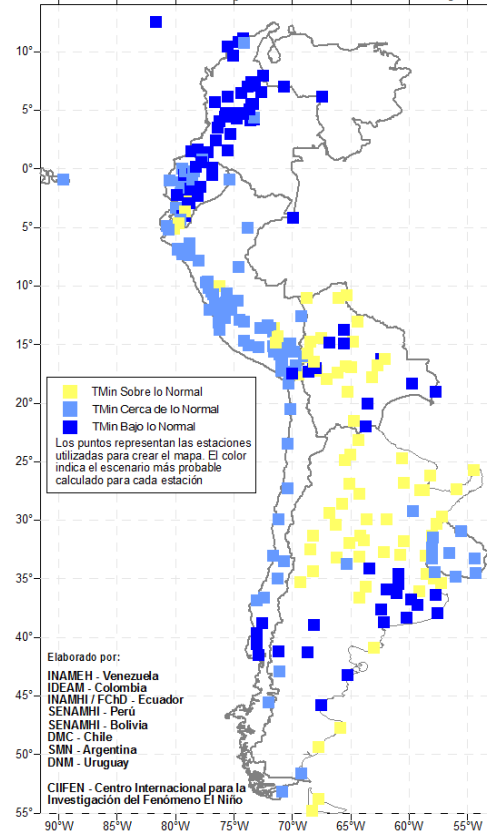 10°
5°
0°
5°
10°
15°
20°
25°
30°
35°
40°
45°
50°
55°
90°W
85°W
80°W
75°W
70°W
65°W
60°W
55°W
TMin Sobre lo Normal
TMin Cerca de lo Normal
TMin Bajo lo Normal
Los puntos representan las estaciones
utilizadas para crear el mapa. El color
indica el escenario más probable
calculado para cada estación
Elaborado por:
INAMEH - Venezuela
IDEAM - Colombia
INAMHI / FChD - Ecuador
SENAMHI - Perú
SENAMHI - Bolivia
DMC - Chile
SMN - Argentina
DNM - Uruguay
CIIFEN - Centro Internacional para la
Investigación del Fenómeno El Niño